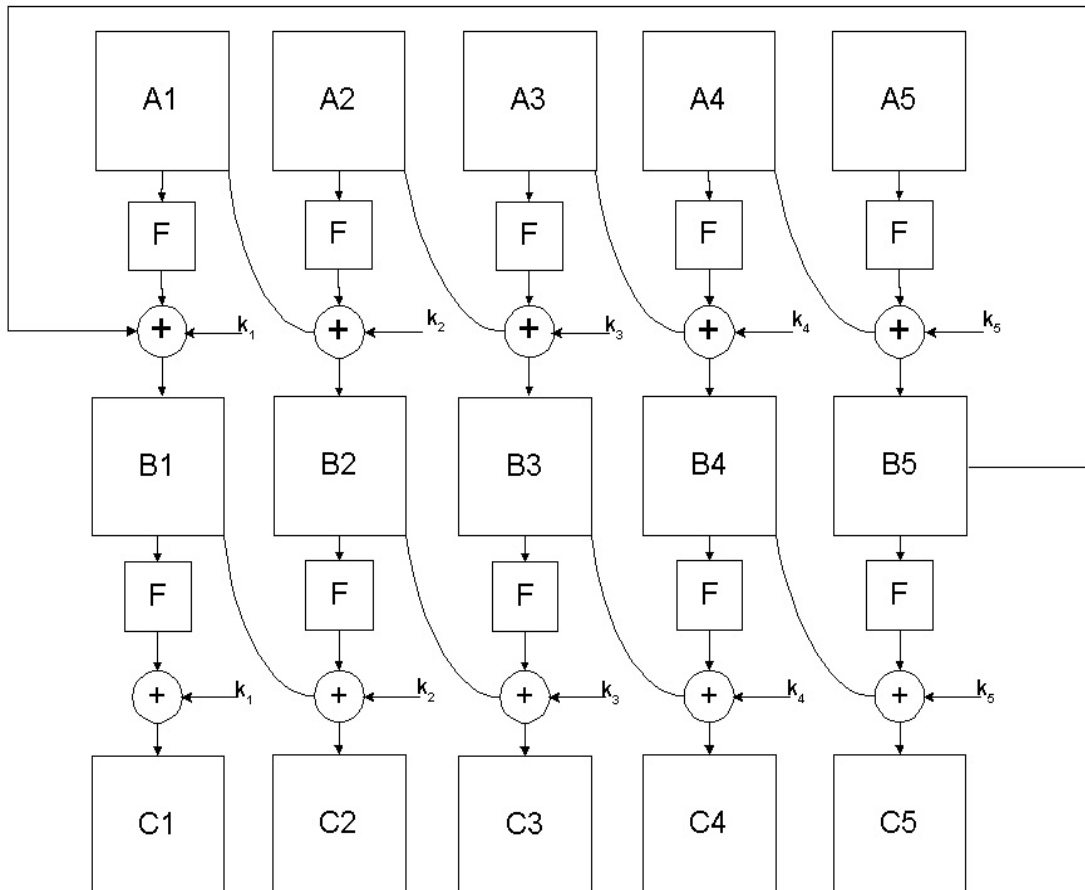 A1 A2 A3 A4 A5
F F F F F
+ + + + +
k₁ k₂ k₃ k₄ k₅
B1 B2 B3 B4 B5
F F F F F
+ + + + +
k₁ k₂ k₃ k₄ k₅
C1 C2 C3 C4 C5